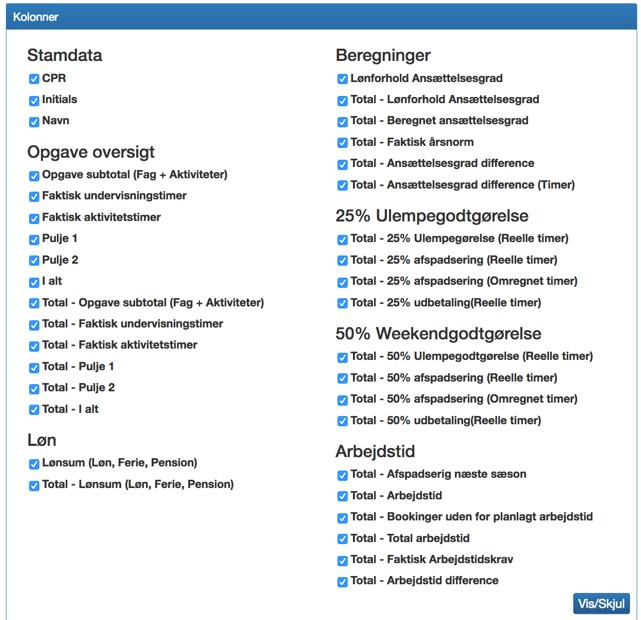 Kolonner
Stamdata
CPR
Initials
Navn
Opgave oversigt
Opgave subtotal (Fag + Aktiviteter)
Faktisk undervisningstimer
Faktisk aktivitetstimer
Pulje 1
Pulje 2
I alt
Total - Opgave subtotal (Fag + Aktiviteter)
Total - Faktisk undervisningstimer
Total - Faktisk aktivitetstimer
Total - Pulje 1
Total - Pulje 2
Total - I alt
Løn
Lønsum (Løn, Ferie, Pension)
Total - Lønsum (Løn, Ferie, Pension)
Beregninger
Lønforhold Ansættelsesgrad
Total - Lønforhold Ansættelsesgrad
Total - Beregnet ansættelsesgrad
Total - Faktisk årsnorm
Total - Ansættelsesgrad difference
Total - Ansættelsesgrad difference (Timer)
25% Ulempegodtgørelse
Total - 25% Ulempegørelse (Reelle timer)
Total - 25% afspadsering (Reelle timer)
Total - 25% afspadsering (Omregnet timer)
Total - 25% udbetaling(Reelle timer)
50% Weekendgodtgørelse
Total - 50% Ulempegodtgørelse (Reelle timer)
Total - 50% afspadsering (Reelle timer)
Total - 50% afspadsering (Omregnet timer)
Total - 50% udbetaling(Reelle timer)
Arbejdstid
Total - Afspadserig næste sæson
Total - Arbejdstid
Total - Bookinger uden for planlagt arbejdstid
Total - Total arbejdstid
Total - Faktisk Arbejdstidskrav
Total - Arbejdstid difference
Vis/Skjul